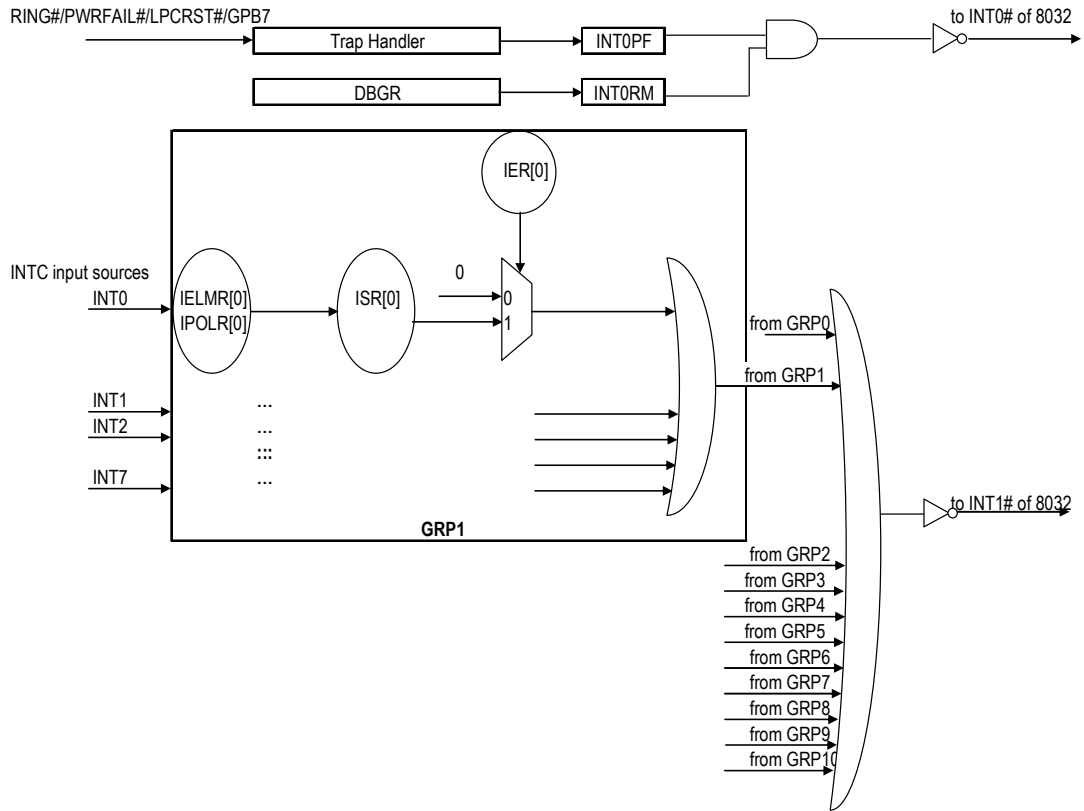 RING#/PWRFAIL#/LPCRST#/GPB7
to INT0# of 8032
Trap Handler
INT0PF
DBGR
INT0RM
IER[0]
INTC input sources
0
INT0
IELMR[0]
IPOLR[0]
ISR[0]
0
1
from GRP0
from GRP1
INT1
...
INT2
...
:::
INT7
...
GRP1
to INT1# of 8032
from GRP2
from GRP3
from GRP4
from GRP5
from GRP6
from GRP7
from GRP8
from GRP9
from GRP10